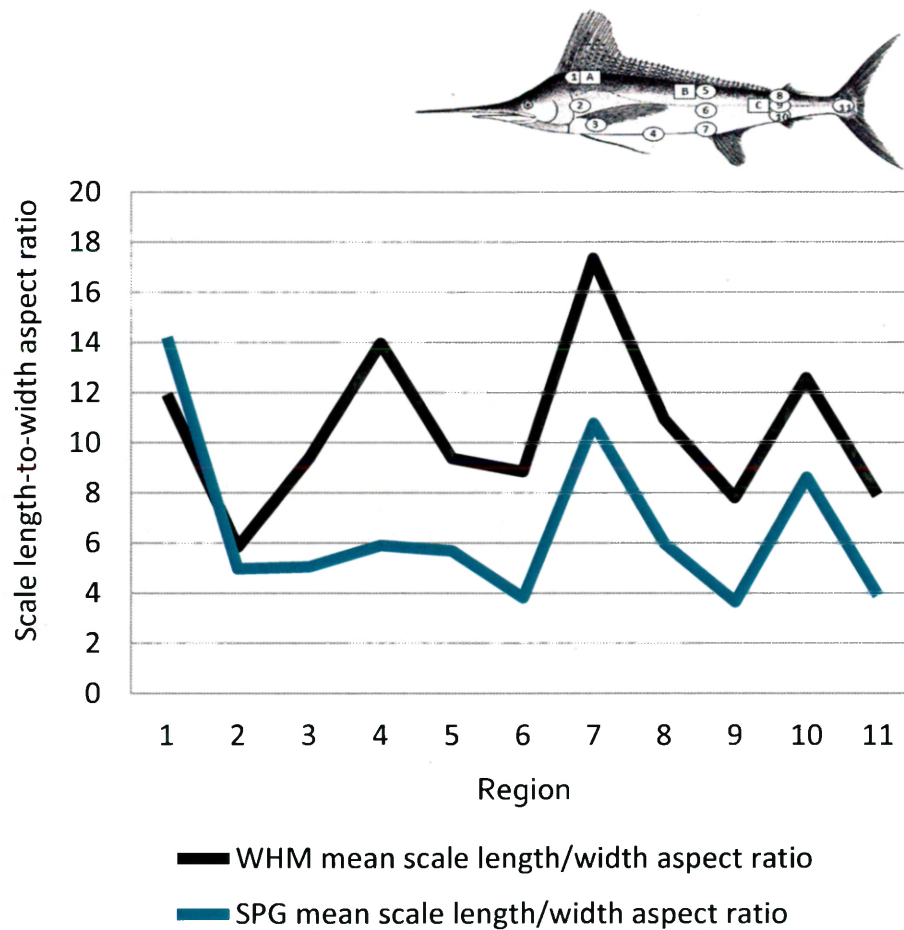 1 A
B 5 8
2 6 C 9 11
3 4 7 10
20
18
16
14
12
10
8
6
4
2
0
Scale length-to-width aspect ratio
1 2 3 4 5 6 7 8 9 10 11
Region
WHM mean scale length/width aspect ratio
SPG mean scale length/width aspect ratio